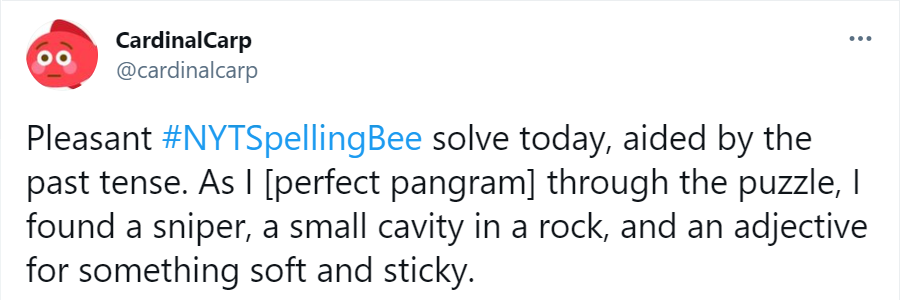 CardinalCarp
@cardinalcarp
Pleasant #NYTSpellingBee solve today, aided by the
past tense. As I [perfect pangram] through the puzzle, I
found a sniper, a small cavity in a rock, and an adjective
for something soft and sticky.